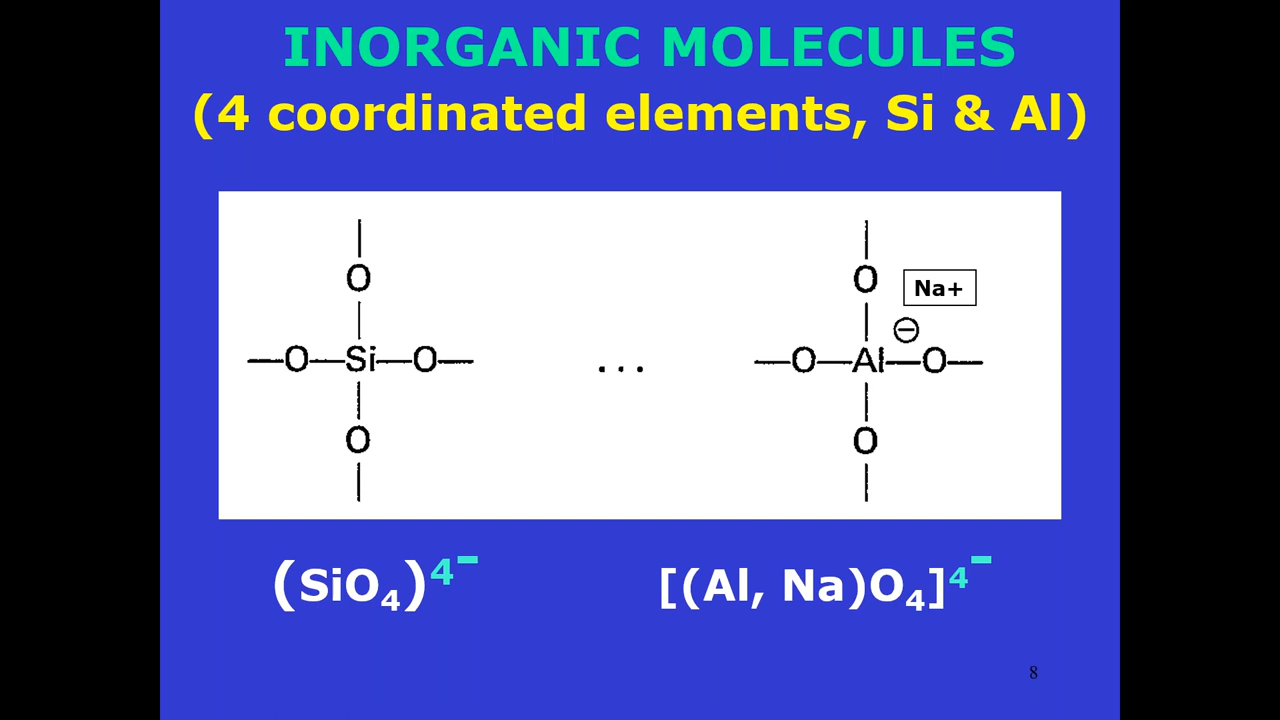 INORGANIC MOLECULES
(4 coordinated elements, Si & Al)
O O Na+
⊖
—O—Si—O— ... —O—Al—O—
O O
(SiO₄)⁴⁻ [(Al, Na)O₄]⁴⁻
8